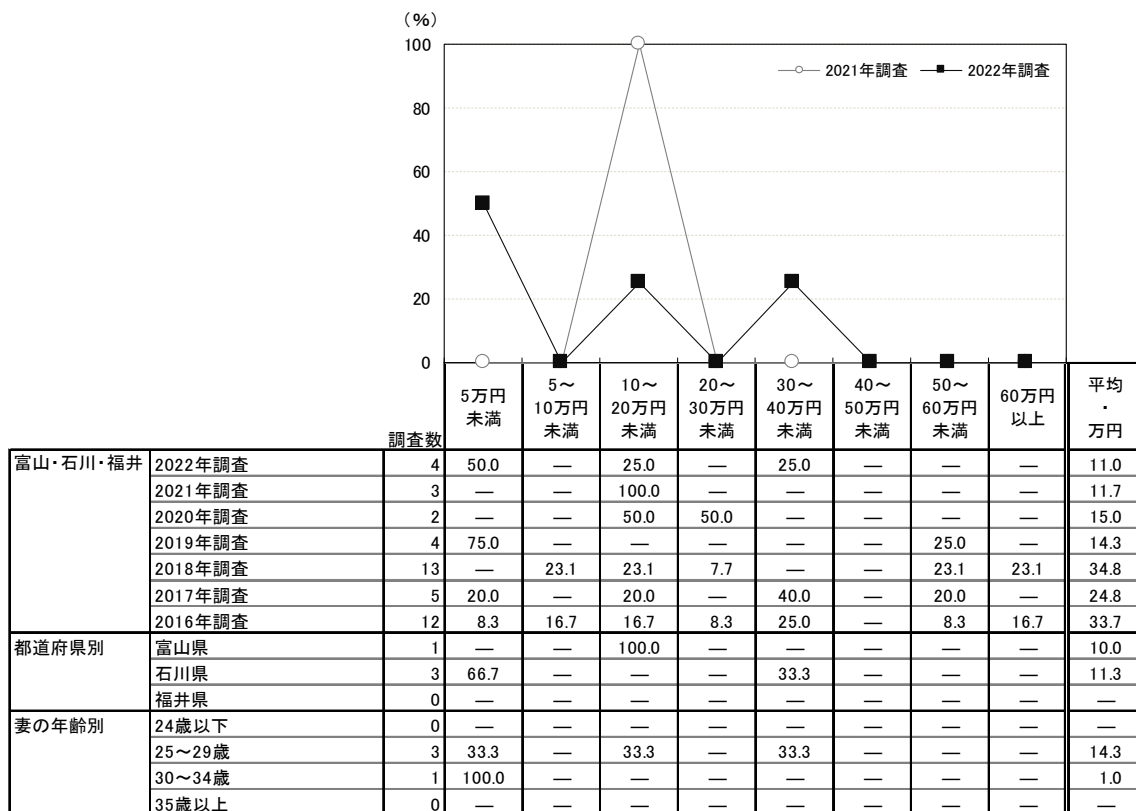 （％）
100
80
60
40
20
0
2021年調査 2022年調査
調査数 5万円未満 5～10万円未満 10～20万円未満 20～30万円未満 30～40万円未満 40～50万円未満 50～60万円未満 60万円以上 平均・万円
富山・石川・福井 2022年調査 4 50.0 ― 25.0 ― 25.0 ― ― ― 11.0
2021年調査 3 ― ― 100.0 ― ― ― ― ― 11.7
2020年調査 2 ― ― 50.0 50.0 ― ― ― ― 15.0
2019年調査 4 75.0 ― ― ― ― ― 25.0 ― 14.3
2018年調査 13 ― 23.1 23.1 7.7 ― ― 23.1 23.1 34.8
2017年調査 5 20.0 ― 20.0 ― 40.0 ― 20.0 ― 24.8
2016年調査 12 8.3 16.7 16.7 8.3 25.0 ― 8.3 16.7 33.7
都道府県別 富山県 1 ― ― 100.0 ― ― ― ― ― 10.0
石川県 3 66.7 ― ― ― 33.3 ― ― ― 11.3
福井県 0 ― ― ― ― ― ― ― ― ―
妻の年齢別 24歳以下 0 ― ― ― ― ― ― ― ― ―
25～29歳 3 33.3 ― 33.3 ― 33.3 ― ― ― 14.3
30～34歳 1 100.0 ― ― ― ― ― ― ― 1.0
35歳以上 0 ― ― ― ― ― ― ― ― ―